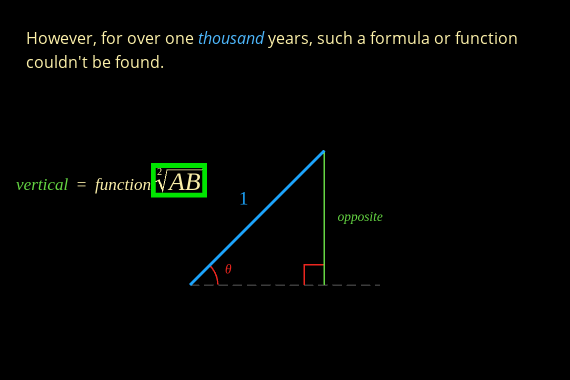 However, for over one thousand years, such a formula or function
couldn't be found.
vertical = function \sqrt[2]{AB}
1
opposite
θ